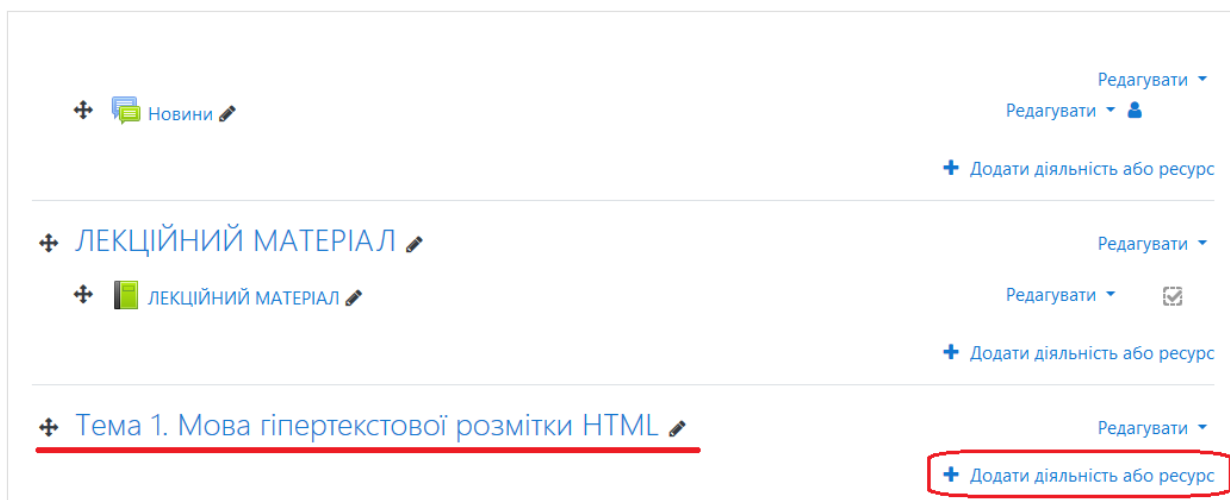 Редагувати
Новини Редагувати
Додати діяльність або ресурс
ЛЕКЦІЙНИЙ МАТЕРІАЛ Редагувати
ЛЕКЦІЙНИЙ МАТЕРІАЛ Редагувати
Додати діяльність або ресурс
Тема 1. Мова гіпертекстової розмітки HTML Редагувати
Додати діяльність або ресурс